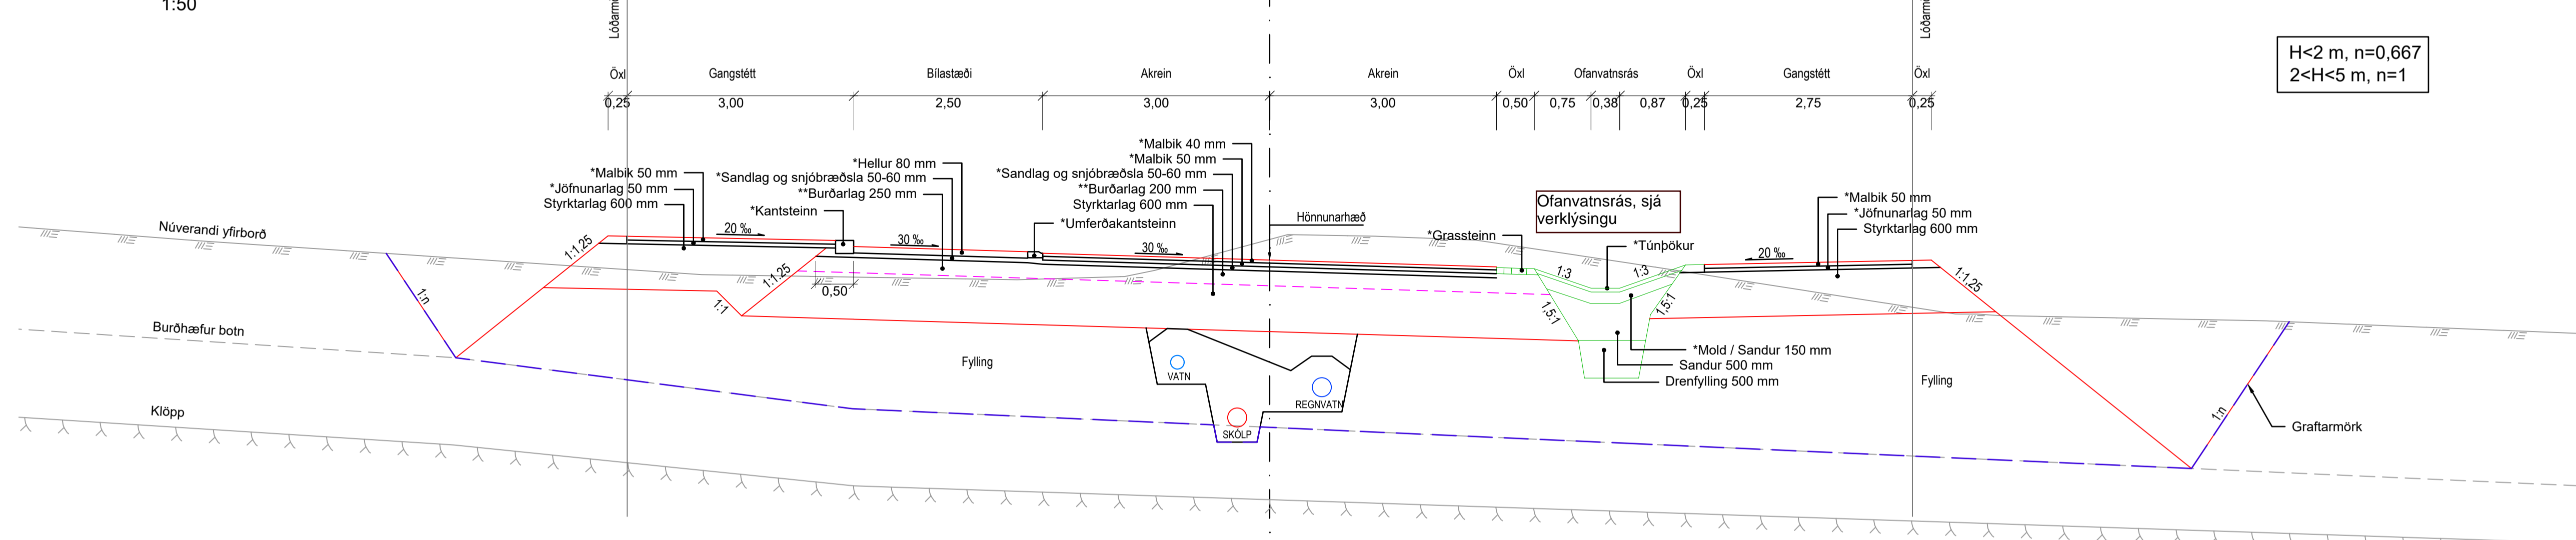 1:50
H<2 m, n=0,667
2<H<5 m, n=1
Öxl
Gangstétt
Bílastæði
Akrein
Akrein
Öxl
Ofanvatnsrás
Öxl
Gangstétt
Öxl
0,25
3,00
2,50
3,00
3,00
0,50
0,75
0,38
0,87
0,25
2,75
0,25
*Malbik 50 mm
*Jöfnunarlag 50 mm
Styrktarlag 600 mm
*Kantsteinn
*Hellur 80 mm
*Sandlag og snjóbræðsla 50-60 mm
**Burðarlag 250 mm
*Malbik 40 mm
*Malbik 50 mm
*Sandlag og snjóbræðsla 50-60 mm
**Burðarlag 200 mm
Styrktarlag 600 mm
*Umferðakantsteinn
Hönnunarhæð
Ofanvatnsrás, sjá
verklýsingu
*Grassteinn
*Túnþökur
*Malbik 50 mm
*Jöfnunarlag 50 mm
Styrktarlag 600 mm
Núverandi yfirborð
20 ‰
30 ‰
30 ‰
20 ‰
1:n
1:1,25
1:1
1:1,25
0,50
1:3
1:3
1,5:1
1,5:1
1:1,25
1:n
Burðhæfur botn
Klöpp
Fylling
VATN
SKÓLP
REGNVATN
*Mold / Sandur 150 mm
Sandur 500 mm
Drenfylling 500 mm
Fylling
Graftarmörk